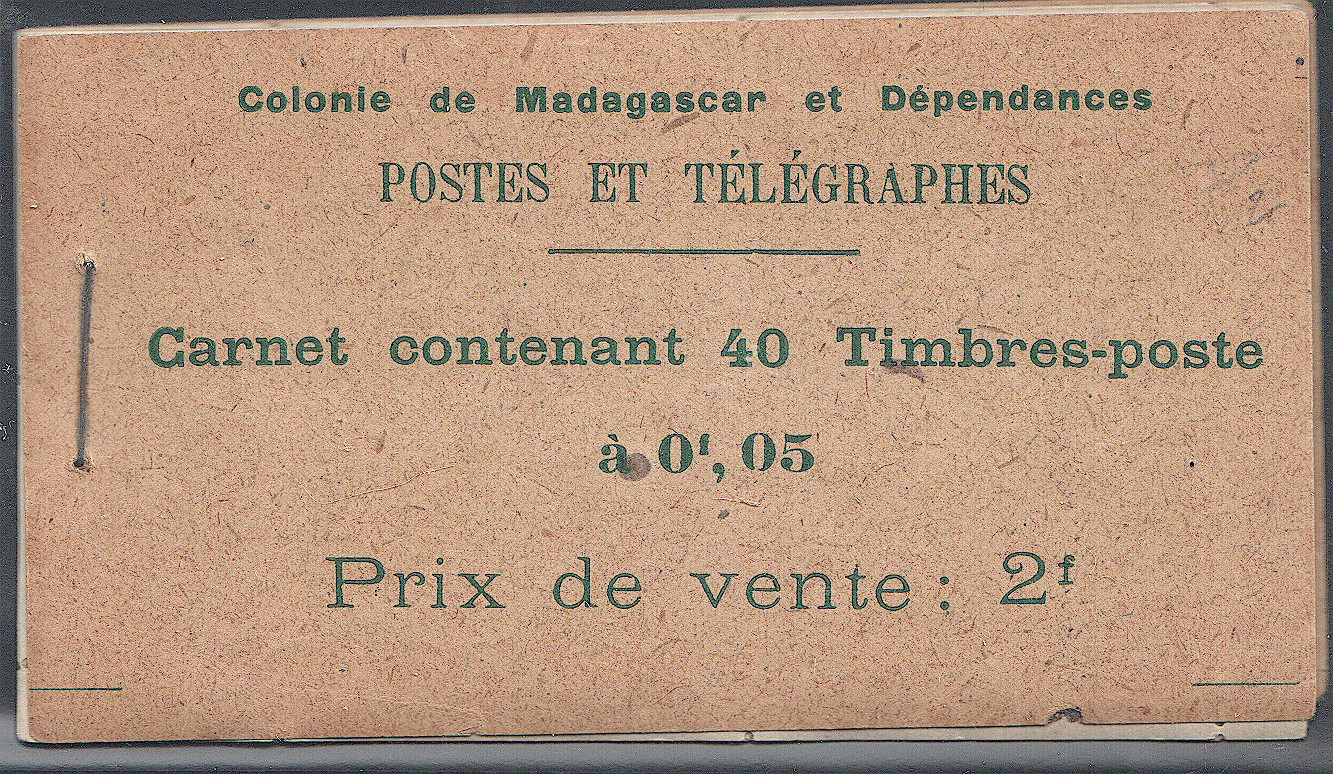 Colonie de Madagascar et Dépendances
POSTES ET TÉLÉGRAPHES
Carnet contenant 40 Timbres-poste
à 0f, 05
Prix de vente : 2f
2